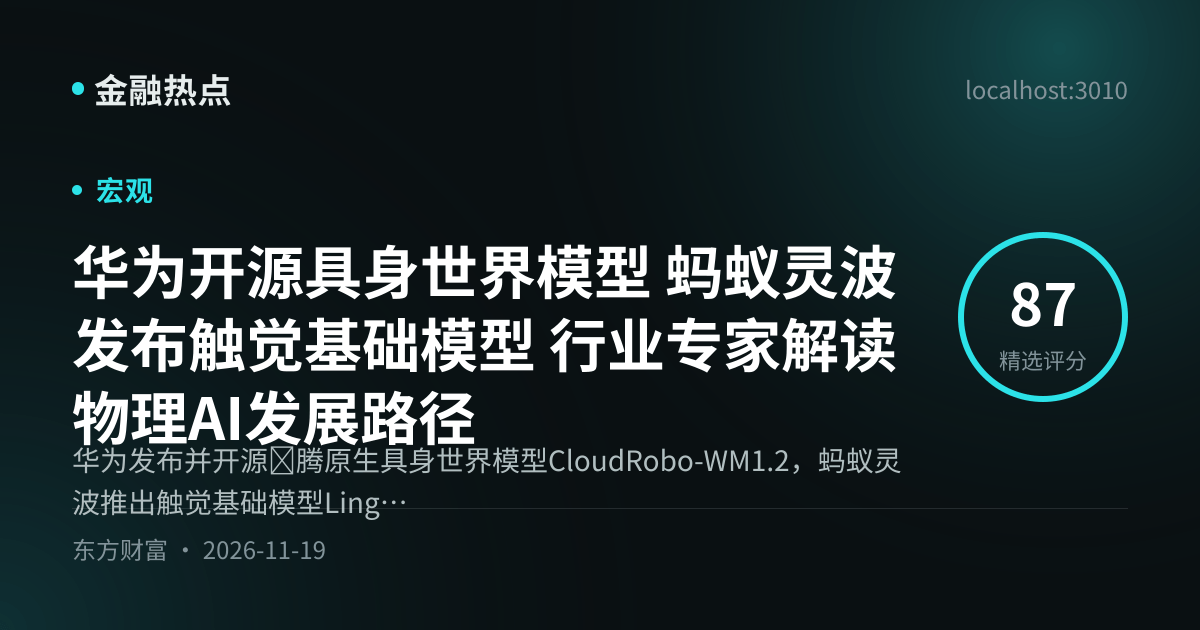 金融热点
localhost:3010
宏观
华为开源具身世界模型 蚂蚁灵波
发布触觉基础模型 行业专家解读
物理AI发展路径
87
精选评分
华为发布并开源腾原生具身世界模型CloudRobo-WM1.2，蚂蚁灵
波推出触觉基础模型Ling…
东方财富 · 2026-11-19